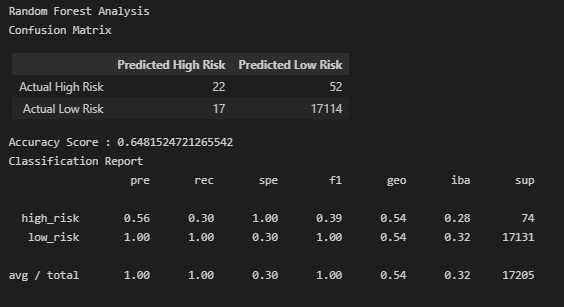 Random Forest Analysis
Confusion Matrix
Predicted High Risk Predicted Low Risk
Actual High Risk 22 52
Actual Low Risk 17 17114
Accuracy Score : 0.6481524721265542
Classification Report
pre rec spe f1 geo iba sup
high_risk 0.56 0.30 1.00 0.39 0.54 0.28 74
low_risk 1.00 1.00 0.30 1.00 0.54 0.32 17131
avg / total 1.00 1.00 0.30 1.00 0.54 0.32 17205